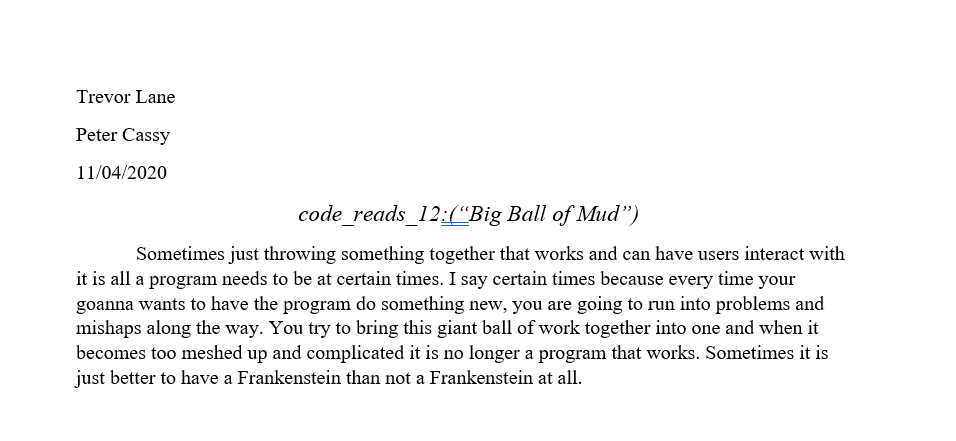 Trevor Lane
Peter Cassy
11/04/2020
code_reads_12:(“Big Ball of Mud”)
Sometimes just throwing something together that works and can have users interact with
it is all a program needs to be at certain times. I say certain times because every time your
goanna wants to have the program do something new, you are going to run into problems and
mishaps along the way. You try to bring this giant ball of work together into one and when it
becomes too meshed up and complicated it is no longer a program that works. Sometimes it is
just better to have a Frankenstein than not a Frankenstein at all.